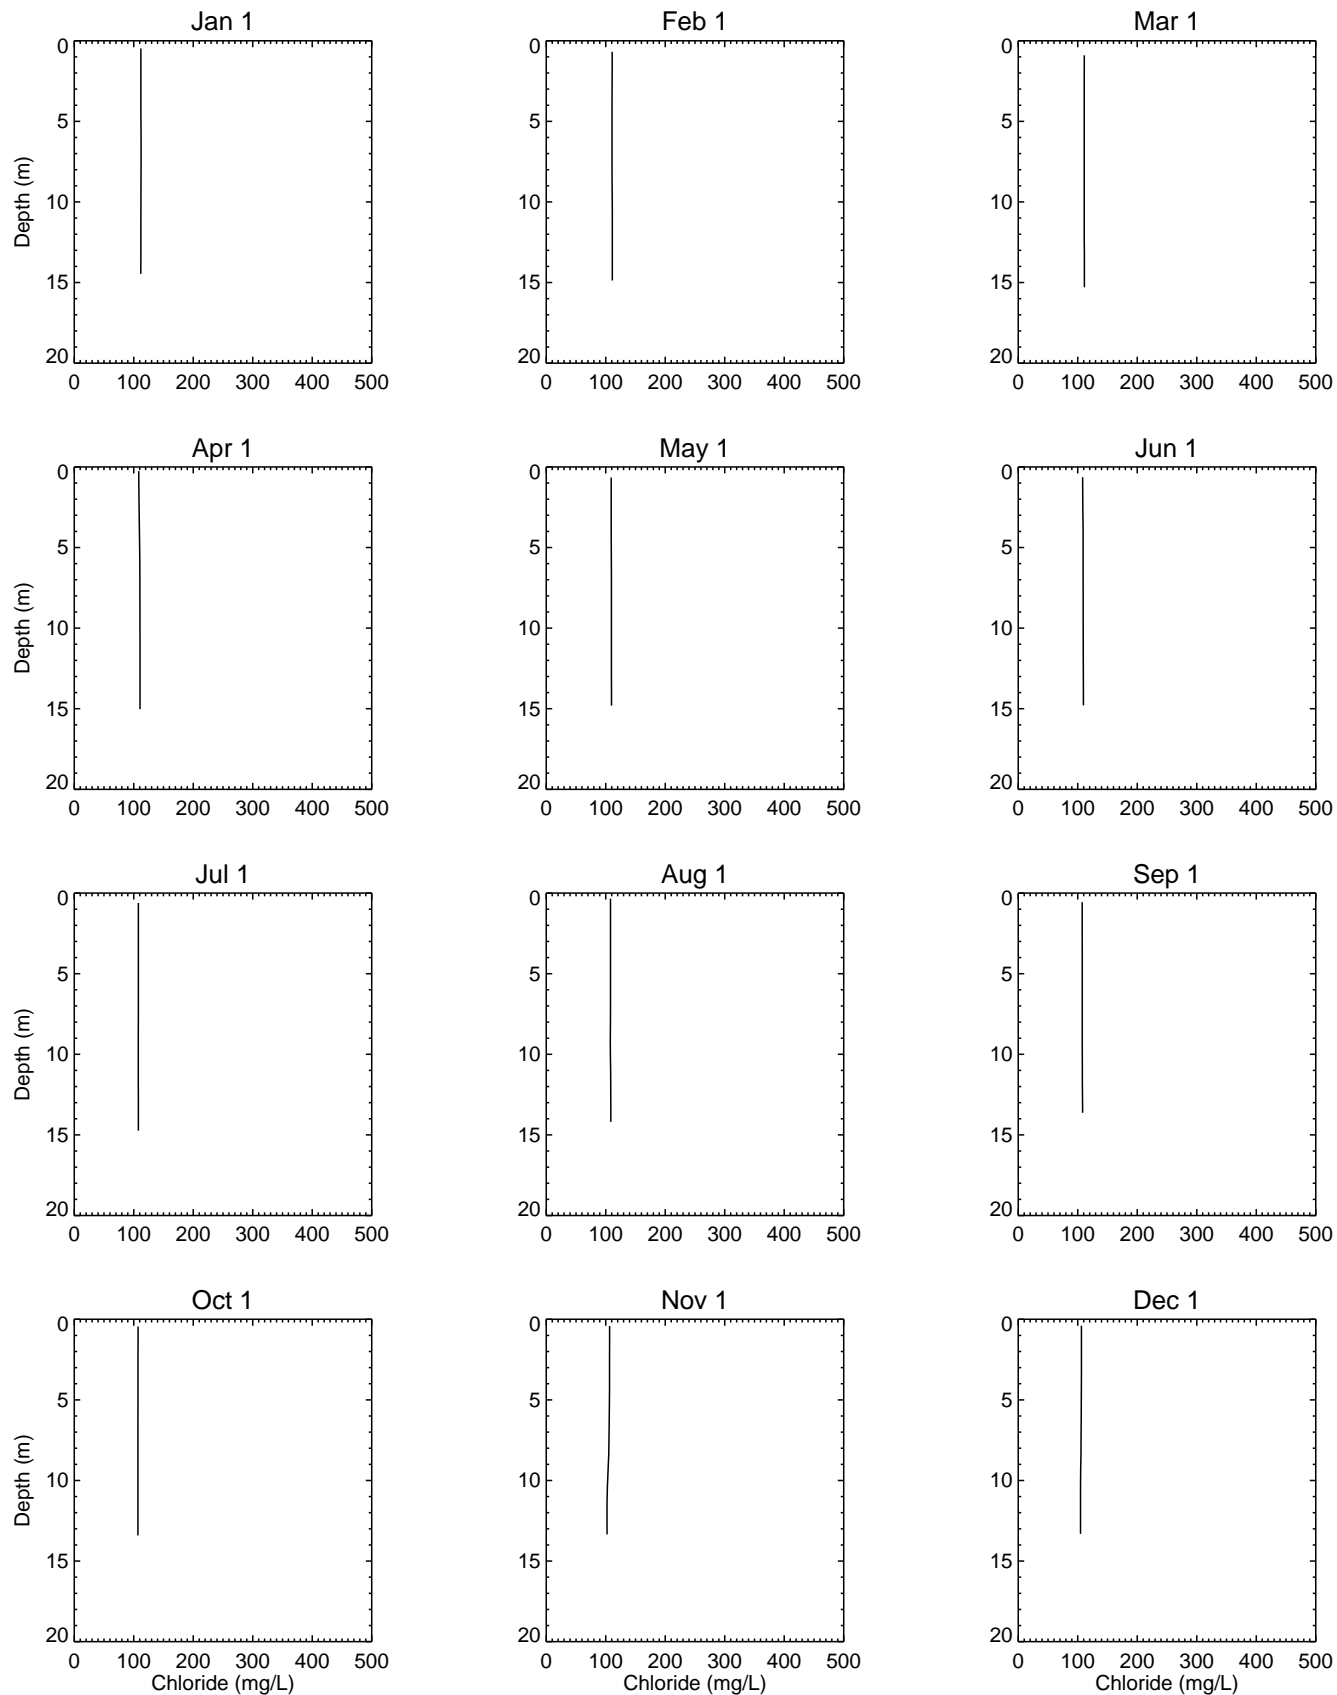 Jan 1 Feb 1 Mar 1
0 0 0
5 5 5
Depth (m)
10 10 10
15 15 15
20 20 20
0 100 200 300 400 500 0 100 200 300 400 500 0 100 200 300 400 500
Apr 1 May 1 Jun 1
0 0 0
5 5 5
Depth (m)
10 10 10
15 15 15
20 20 20
0 100 200 300 400 500 0 100 200 300 400 500 0 100 200 300 400 500
Jul 1 Aug 1 Sep 1
0 0 0
5 5 5
Depth (m)
10 10 10
15 15 15
20 20 20
0 100 200 300 400 500 0 100 200 300 400 500 0 100 200 300 400 500
Oct 1 Nov 1 Dec 1
0 0 0
5 5 5
Depth (m)
10 10 10
15 15 15
20 20 20
0 100 200 300 400 500 0 100 200 300 400 500 0 100 200 300 400 500
Chloride (mg/L) Chloride (mg/L) Chloride (mg/L)